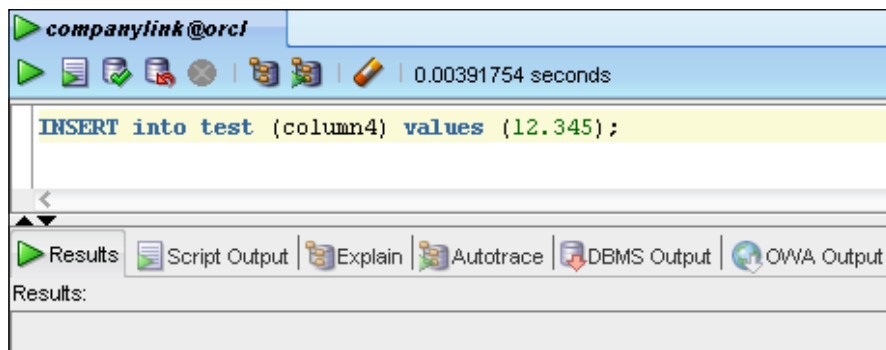 companylink@orcl
0.00391754 seconds
INSERT into test (column4) values (12.345);
Results Script Output Explain Autotrace DBMS Output OWA Output
Results: